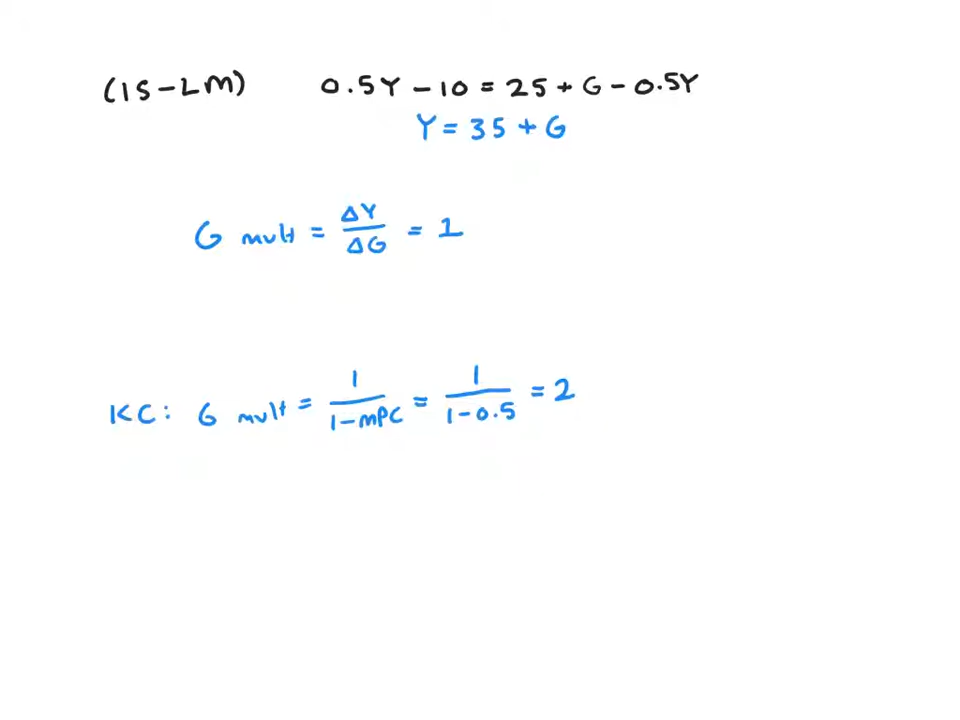 (IS-LM) 0.5Y - 10 = 25 + G - 0.5Y
Y = 35 + G
G mult = ΔY/ΔG = 1
KC: G mult = 1/(1-MPC) = 1/(1-0.5) = 2